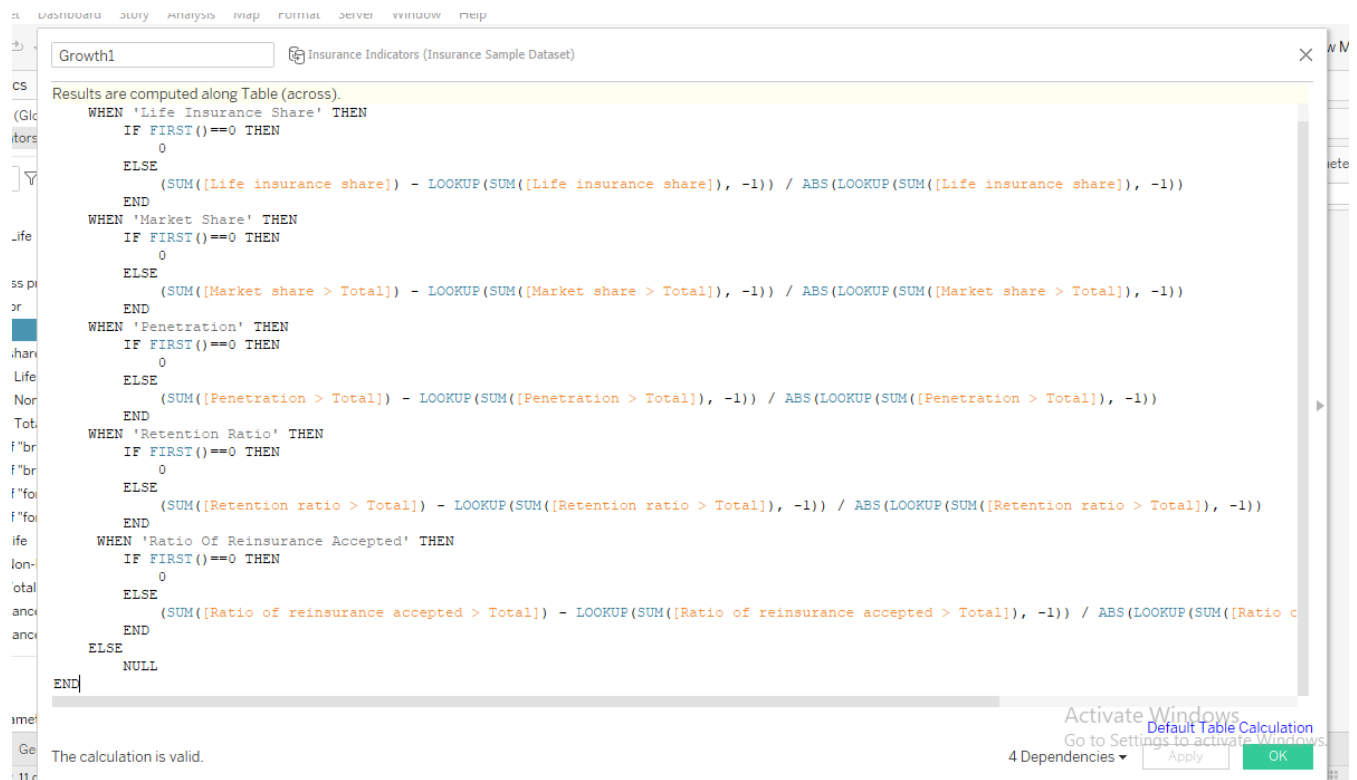 Dashboard Story Analysis Map Format Server Window Help
Growth1
Insurance Indicators (Insurance Sample Dataset)
Results are computed along Table (across).
WHEN 'Life Insurance Share' THEN
IF FIRST()==0 THEN
0
ELSE
(SUM([Life insurance share]) - LOOKUP(SUM([Life insurance share]), -1)) / ABS(LOOKUP(SUM([Life insurance share]), -1))
END
WHEN 'Market Share' THEN
IF FIRST()==0 THEN
0
ELSE
(SUM([Market share > Total]) - LOOKUP(SUM([Market share > Total]), -1)) / ABS(LOOKUP(SUM([Market share > Total]), -1))
END
WHEN 'Penetration' THEN
IF FIRST()==0 THEN
0
ELSE
(SUM([Penetration > Total]) - LOOKUP(SUM([Penetration > Total]), -1)) / ABS(LOOKUP(SUM([Penetration > Total]), -1))
END
WHEN 'Retention Ratio' THEN
IF FIRST()==0 THEN
0
ELSE
(SUM([Retention ratio > Total]) - LOOKUP(SUM([Retention ratio > Total]), -1)) / ABS(LOOKUP(SUM([Retention ratio > Total]), -1))
END
WHEN 'Ratio Of Reinsurance Accepted' THEN
IF FIRST()==0 THEN
0
ELSE
(SUM([Ratio of reinsurance accepted > Total]) - LOOKUP(SUM([Ratio of reinsurance accepted > Total]), -1)) / ABS(LOOKUP(SUM([Ratio
END
ELSE
NULL
END
Activate Windows
Default Table Calculation
Go to Settings to activate Windows.
The calculation is valid.
4 Dependencies
Apply
OK